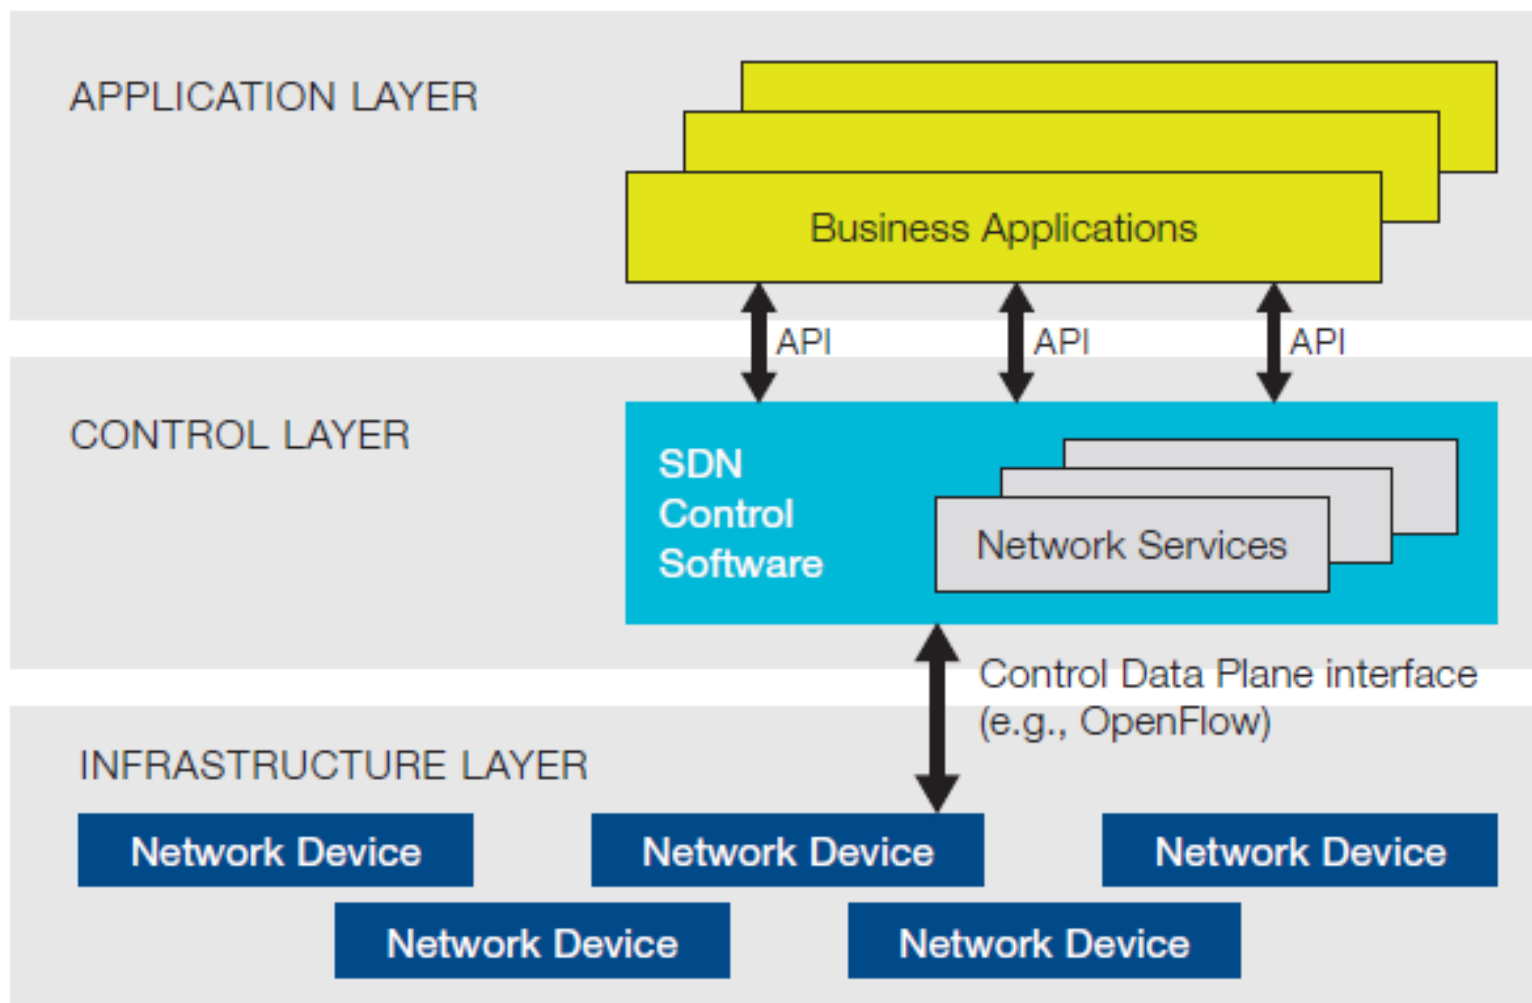 APPLICATION LAYER
Business Applications
API
API
API
CONTROL LAYER
SDN
Control
Software
Network Services
Control Data Plane interface
(e.g., OpenFlow)
INFRASTRUCTURE LAYER
Network Device
Network Device
Network Device
Network Device
Network Device